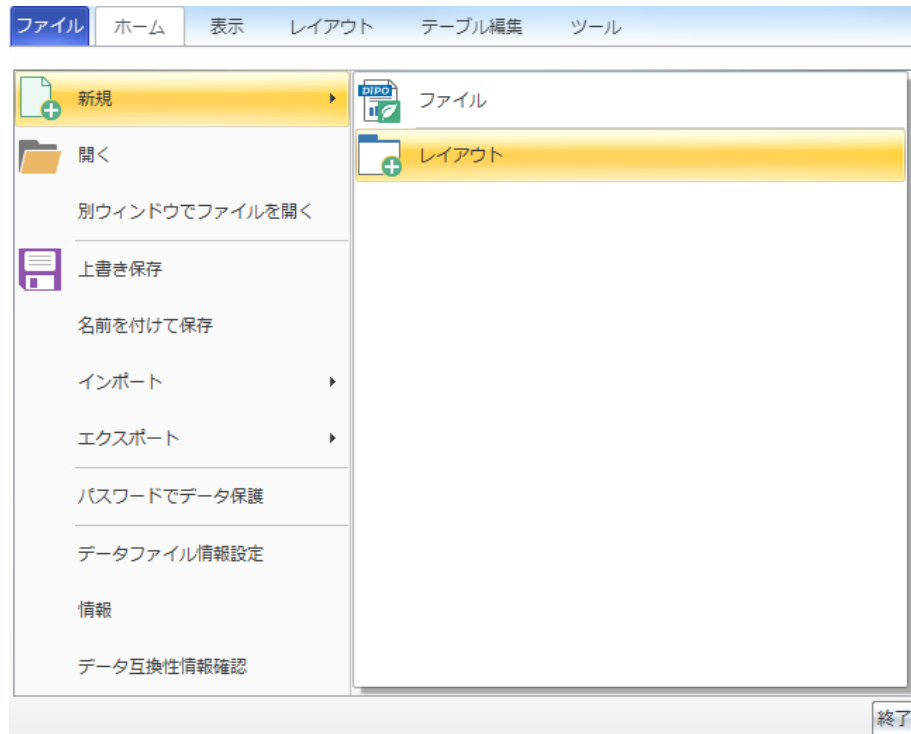 ファイル ホーム 表示 レイアウト テーブル編集 ツール
新規
開く
別ウィンドウでファイルを開く
上書き保存
名前を付けて保存
インポート
エクスポート
パスワードでデータ保護
データファイル情報設定
情報
データ互換性情報確認
DiPO
ファイル
レイアウト
終了